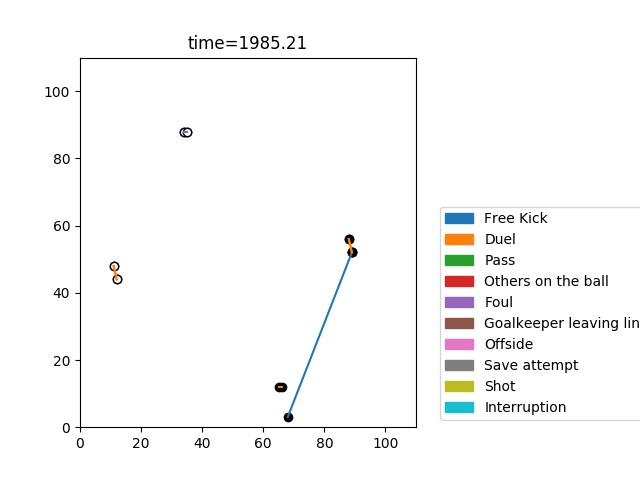 time=1985.21
100
80
60
40
20
0
0 20 40 60 80 100
Free Kick
Duel
Pass
Others on the ball
Foul
Goalkeeper leaving lin
Offside
Save attempt
Shot
Interruption